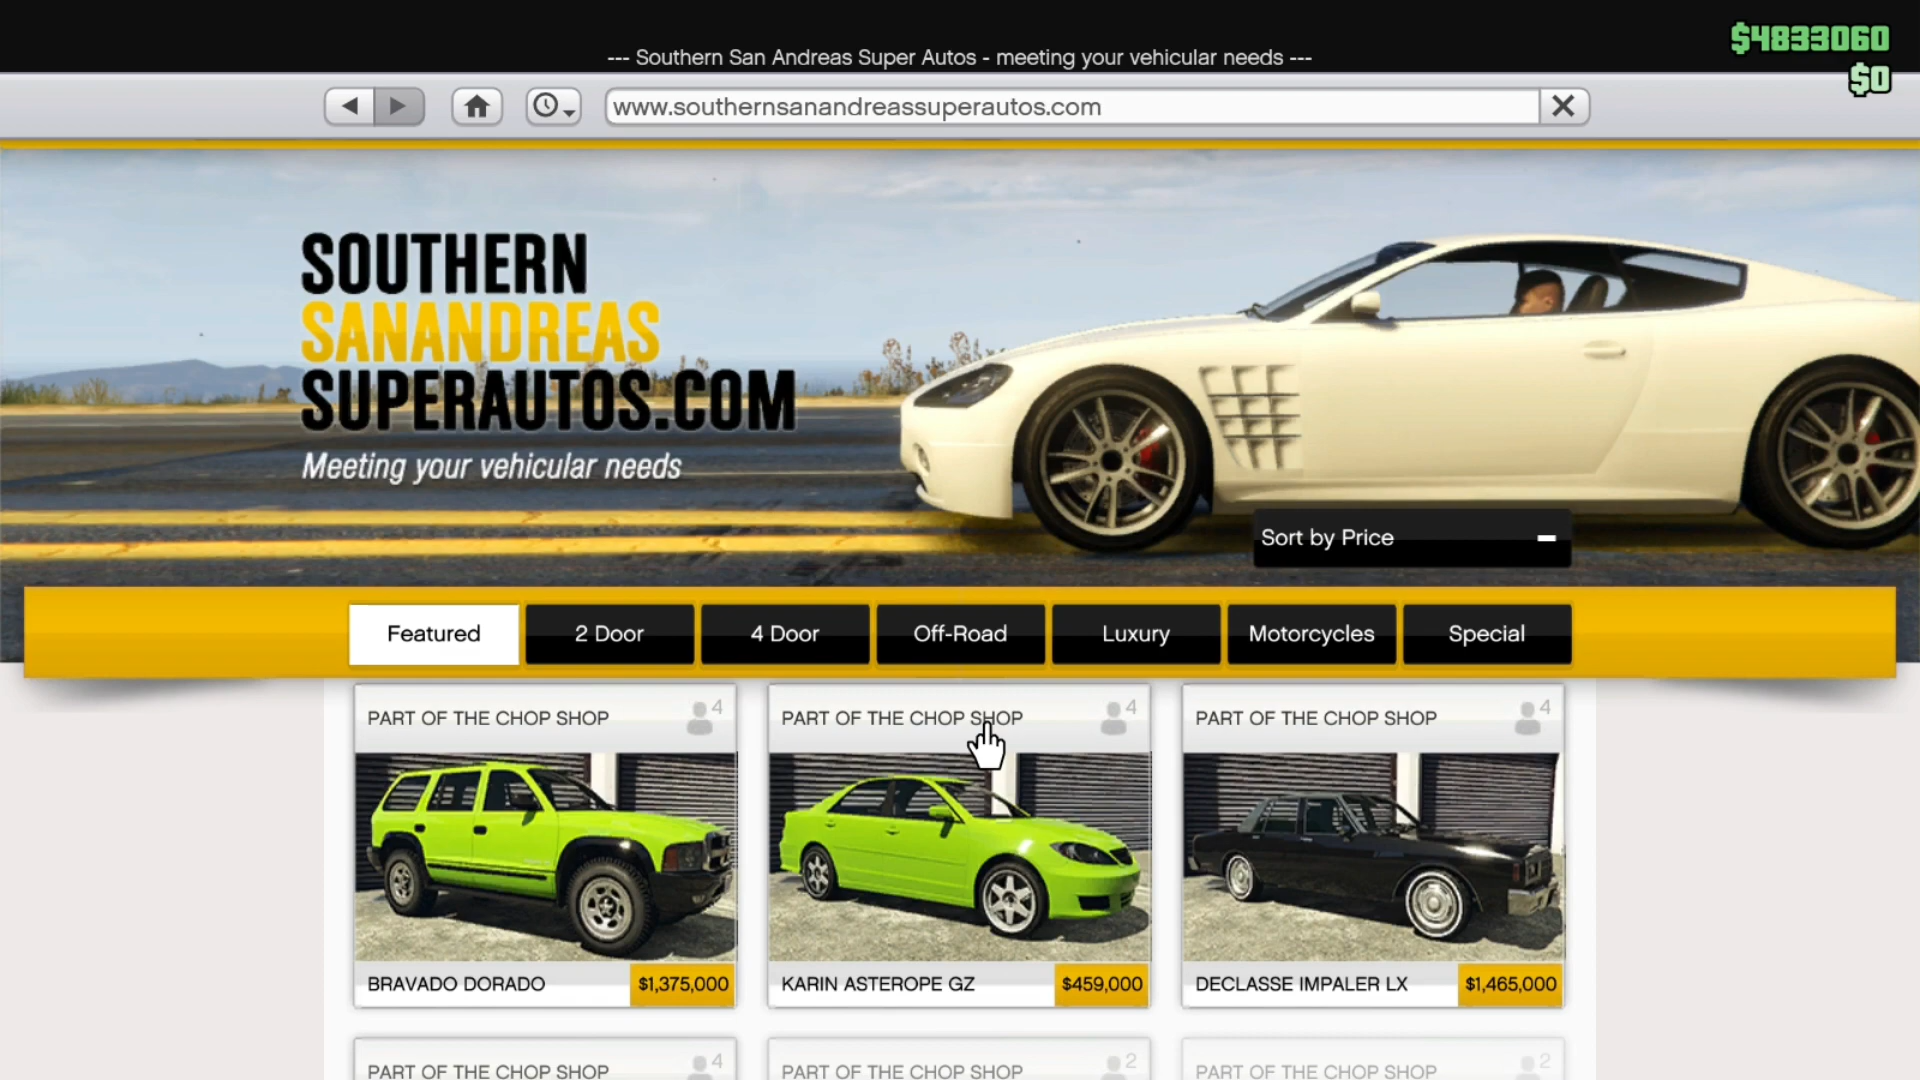 $4833060
--- Southern San Andreas Super Autos - meeting your vehicular needs ---
$0
www.southernsanandreassuperautos.com
SOUTHERN
SANANDREAS
SUPERAUTOS.COM
Meeting your vehicular needs
Sort by Price
Featured 2 Door 4 Door Off-Road Luxury Motorcycles Special
PART OF THE CHOP SHOP 4
PART OF THE CHOP SHOP 4
PART OF THE CHOP SHOP 4
BRAVADO DORADO $1,375,000
KARIN ASTEROPE GZ $459,000
DECLASSE IMPALER LX $1,465,000
PART OF THE CHOP SHOP 4
PART OF THE CHOP SHOP 2
PART OF THE CHOP SHOP 2